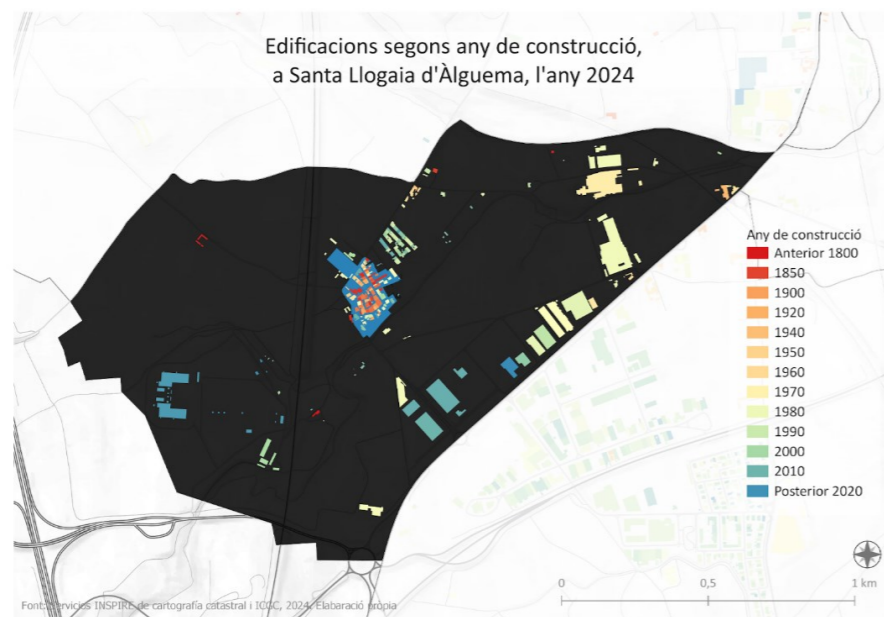 Edificacions segons any de construcció,
a Santa Llogaia d'Àlguema, l'any 2024
Any de construcció
Anterior 1800
1850
1900
1920
1940
1950
1960
1970
1980
1990
2000
2010
Posterior 2020
0
0,5
1 km
Font: Servicios INSPIRE de cartografía catastral i ICGC, 2024. Elabaració pròpia